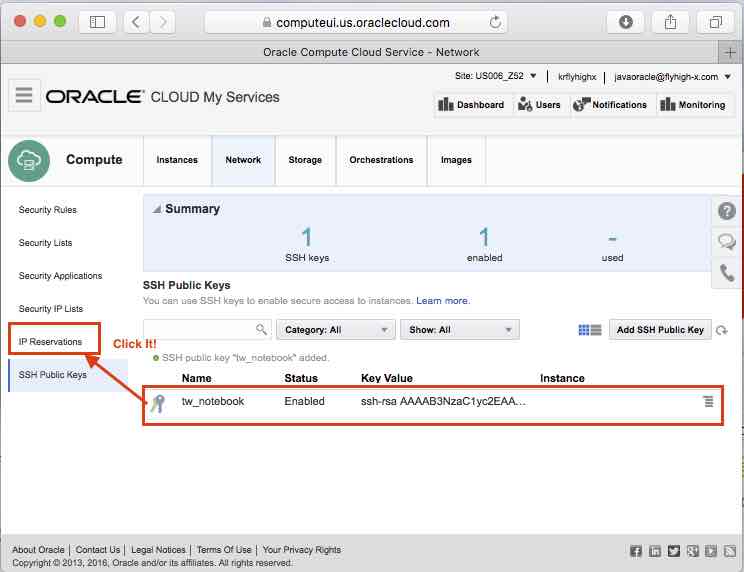 computeui.us.oraclecloud.com
Oracle Compute Cloud Service - Network
Site: US006_Z52 krflyhighx javaoracle@flyhigh-x.com
ORACLE CLOUD My Services
Dashboard Users Notifications Monitoring
Compute Instances Network Storage Orchestrations Images
Security Rules
Security Lists
Security Applications
Security IP Lists
IP Reservations
SSH Public Keys
Click It!
Summary
1 1 -
SSH keys enabled used
SSH Public Keys
You can use SSH keys to enable secure access to instances. Learn more.
Category: All Show: All Add SSH Public Key
SSH public key "tw_notebook" added.
Name Status Key Value Instance
tw_notebook Enabled ssh-rsa AAAAB3NzaC1yc2EAA...
About Oracle | Contact Us | Legal Notices | Terms Of Use | Your Privacy Rights
Copyright © 2013, 2016, Oracle and/or its affiliates. All rights reserved.